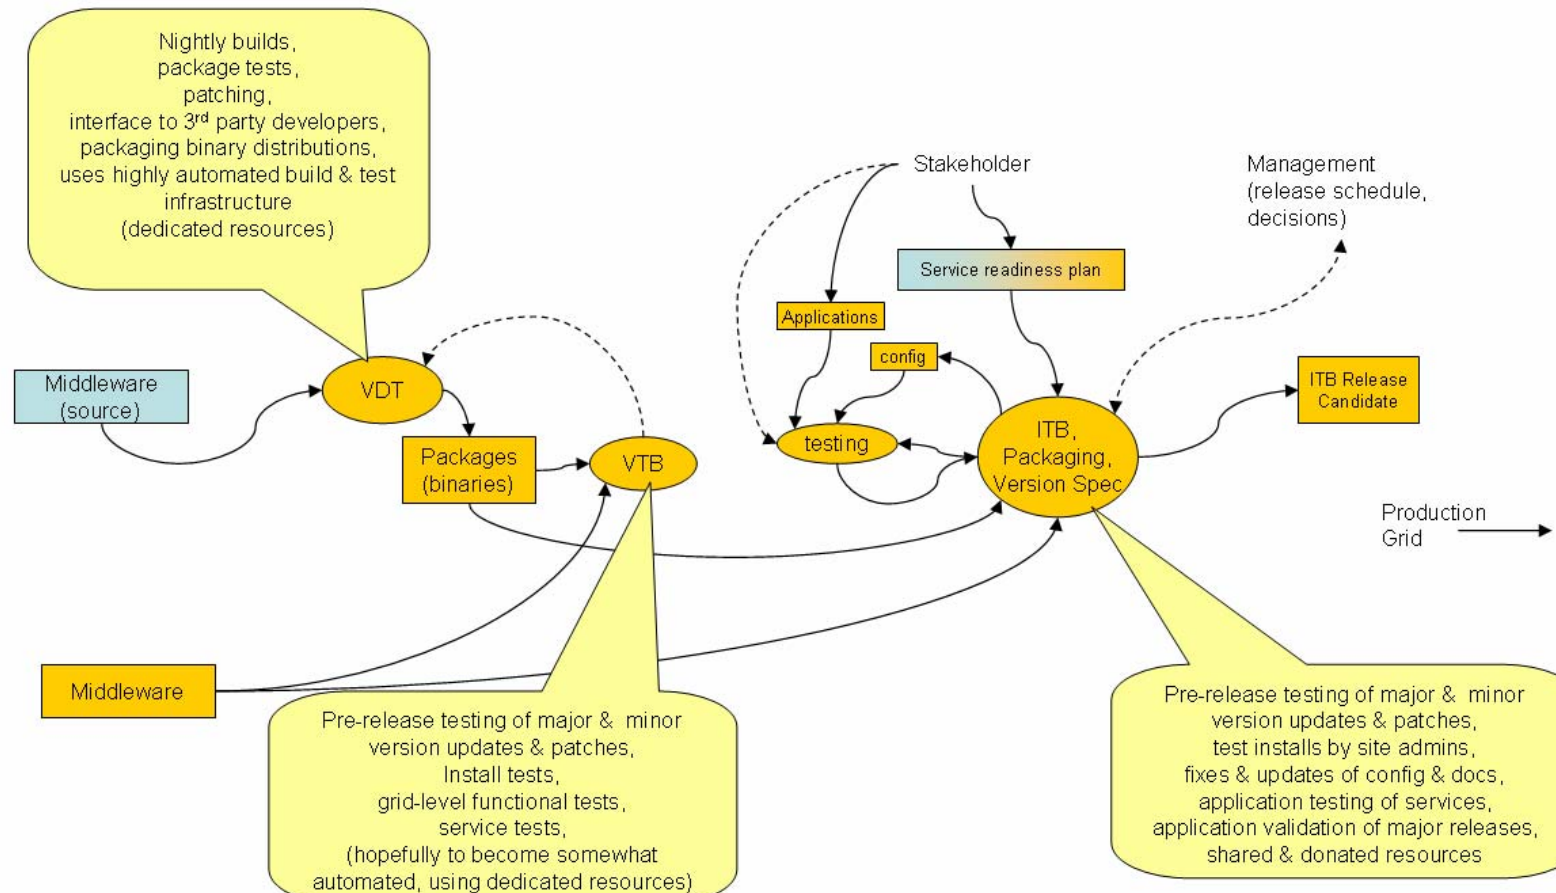 Nightly builds,
package tests,
patching,
interface to 3rd party developers,
packaging binary distributions,
uses highly automated build & test
infrastructure
(dedicated resources)
Stakeholder
Management
(release schedule,
decisions)
Service readiness plan
Applications
config
Middleware
(source)
VDT
ITB Release
Candidate
testing
ITB,
Packaging,
Version Spec
Packages
(binaries)
VTB
Production
Grid
Middleware
Pre-release testing of major & minor
version updates & patches,
Install tests,
grid-level functional tests,
service tests,
(hopefully to become somewhat
automated, using dedicated resources)
Pre-release testing of major & minor
version updates & patches,
test installs by site admins,
fixes & updates of config & docs,
application testing of services,
application validation of major releases,
shared & donated resources